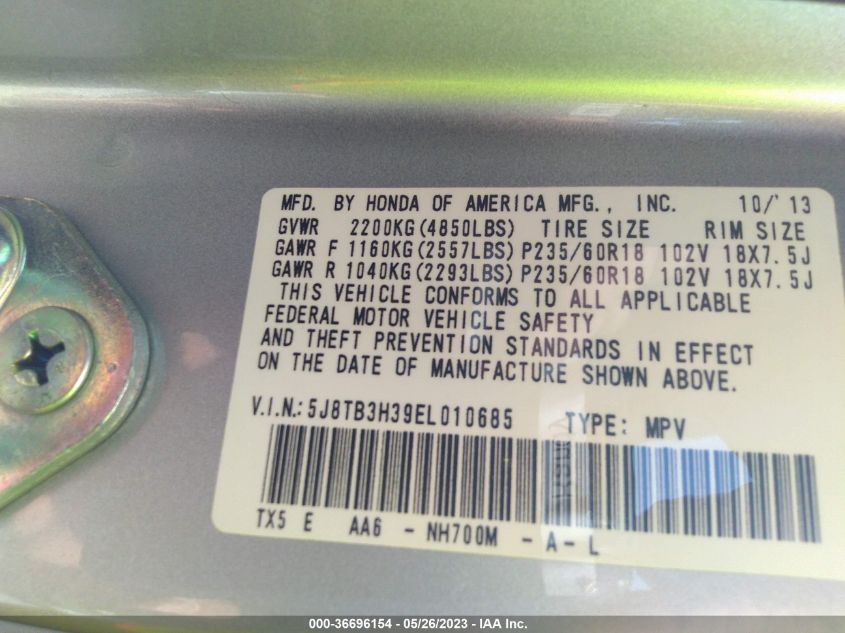 MFD. BY HONDA OF AMERICA MFG., INC. 10/'13
GVWR 2200KG(4850LBS) TIRE SIZE RIM SIZE
GAWR F 1160KG(2557LBS) P235/60R18 102V 18X7.5J
GAWR R 1040KG(2293LBS) P235/60R18 102V 18X7.5J
THIS VEHICLE CONFORMS TO ALL APPLICABLE
FEDERAL MOTOR VEHICLE SAFETY
AND THEFT PREVENTION STANDARDS IN EFFECT
ON THE DATE OF MANUFACTURE SHOWN ABOVE.
V.I.N.: 5J8TB3H39EL010685 TYPE: MPV
TX5 E AA6 - NH700M - A - L
000-36696154 - 05/26/2023 - IAA Inc.